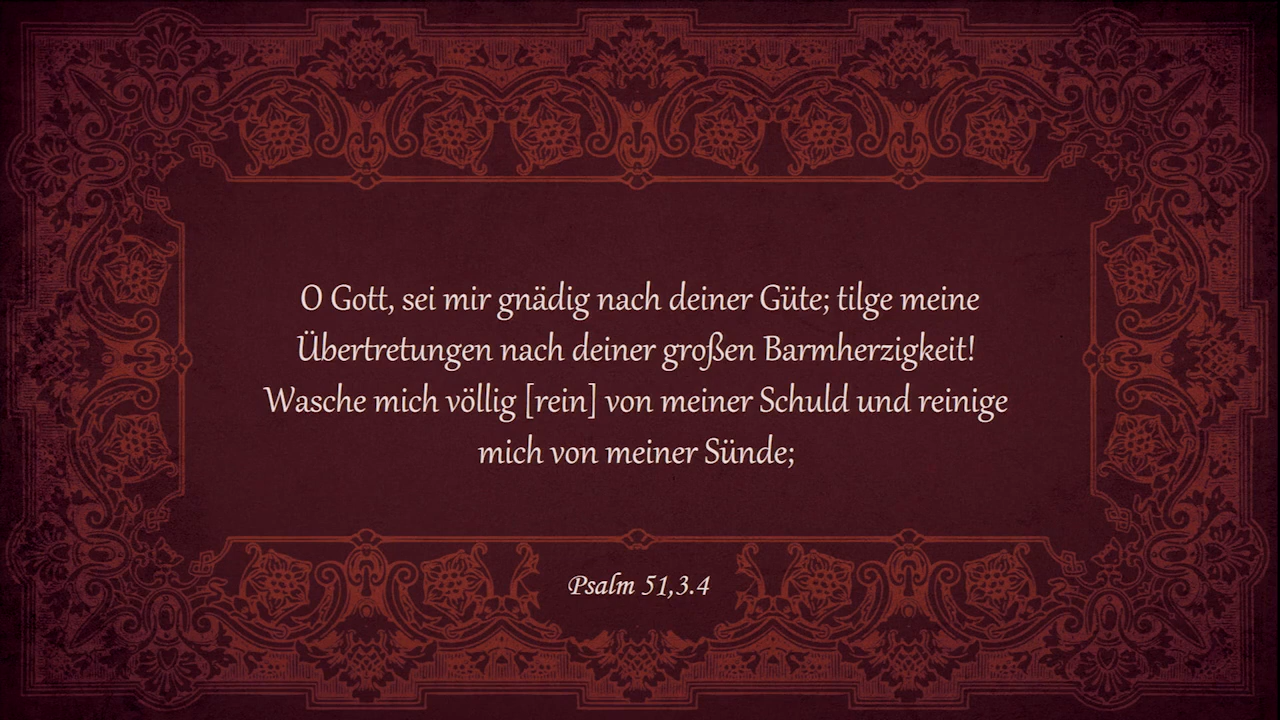 O Gott, sei mir gnädig nach deiner Güte; tilge meine
Übertretungen nach deiner großen Barmherzigkeit!
Wasche mich völlig [rein] von meiner Schuld und reinige
mich von meiner Sünde;
Psalm 51,3.4